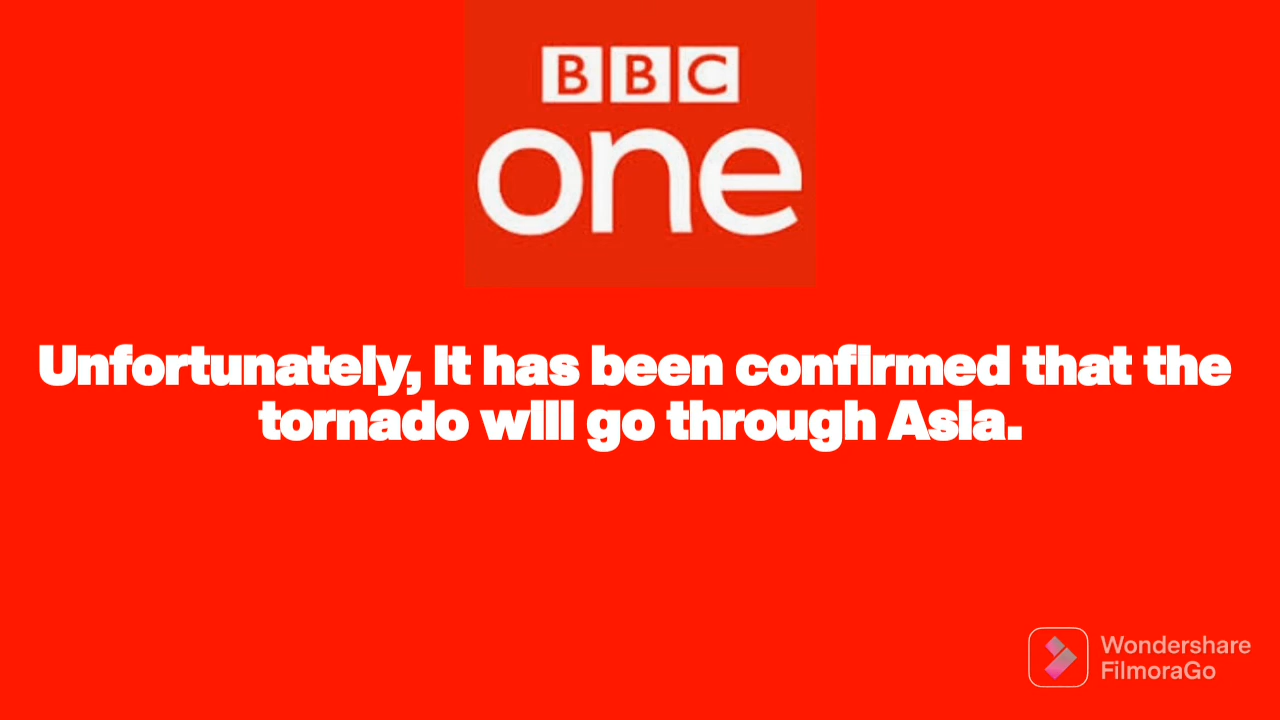 BBC
one
Unfortunately, it has been confirmed that the
tornado will go through Asia.
Wondershare
FilmoraGo